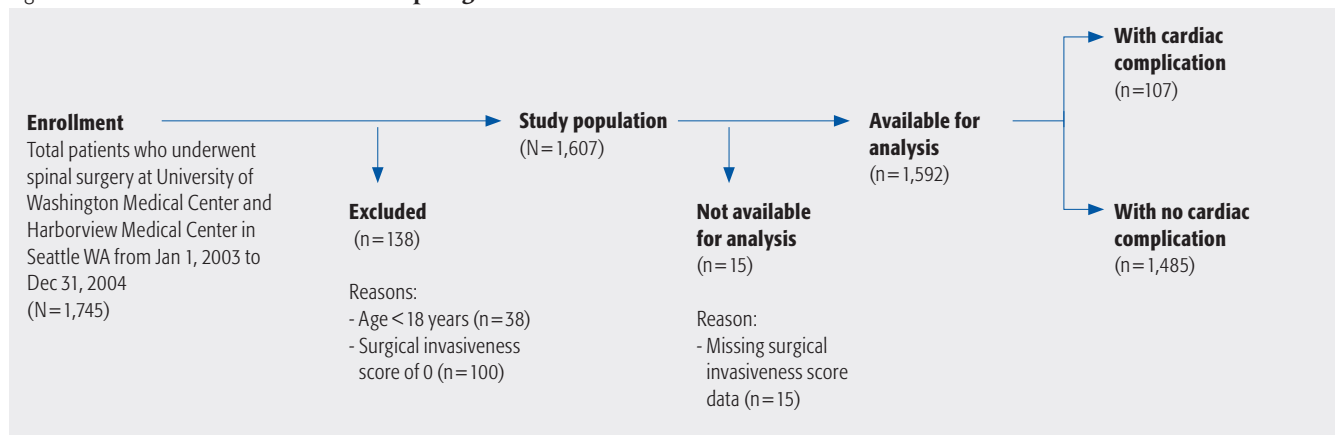 Enrollment
Total patients who underwent
spinal surgery at University of
Washington Medical Center and
Harborview Medical Center in
Seattle WA from Jan 1, 2003 to
Dec 31, 2004
(N=1,745)
Excluded
(n=138)
Reasons:
- Age<18 years (n=38)
- Surgical invasiveness
score of 0 (n=100)
Study population
(N=1,607)
Not available
for analysis
(n=15)
Reason:
- Missing surgical
invasiveness score
data (n=15)
Available for
analysis
(n=1,592)
With cardiac
complication
(n=107)
With no cardiac
complication
(n=1,485)